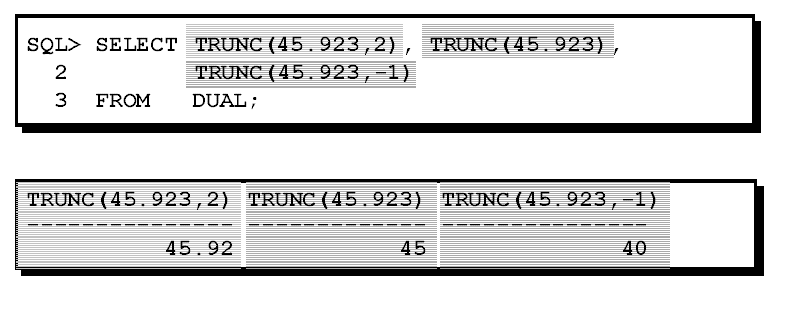 SQL> SELECT TRUNC(45.923,2), TRUNC(45.923),
2 TRUNC(45.923,-1)
3 FROM DUAL;
TRUNC(45.923,2) TRUNC(45.923) TRUNC(45.923,-1)
--------------- ------------- ---------------
45.92 45 40